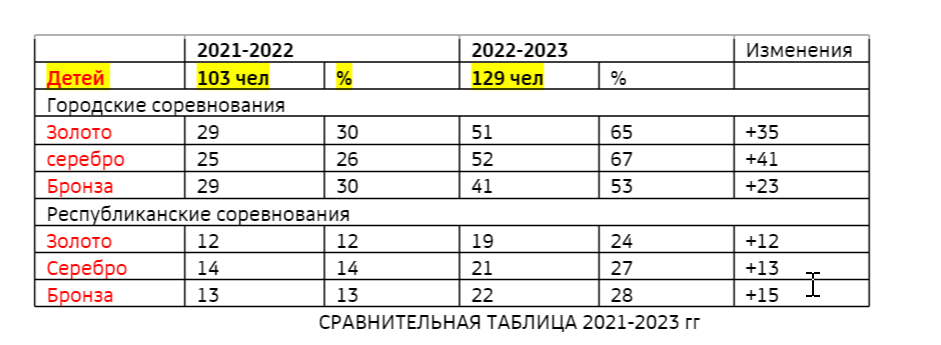 2021-2022 2022-2023 Изменения
Детей 103 чел % 129 чел %
Городские соревнования
Золото 29 30 51 65 +35
серебро 25 26 52 67 +41
Бронза 29 30 41 53 +23
Республиканские соревнования
Золото 12 12 19 24 +12
Серебро 14 14 21 27 +13
Бронза 13 13 22 28 +15
СРАВНИТЕЛЬНАЯ ТАБЛИЦА 2021-2023 гг